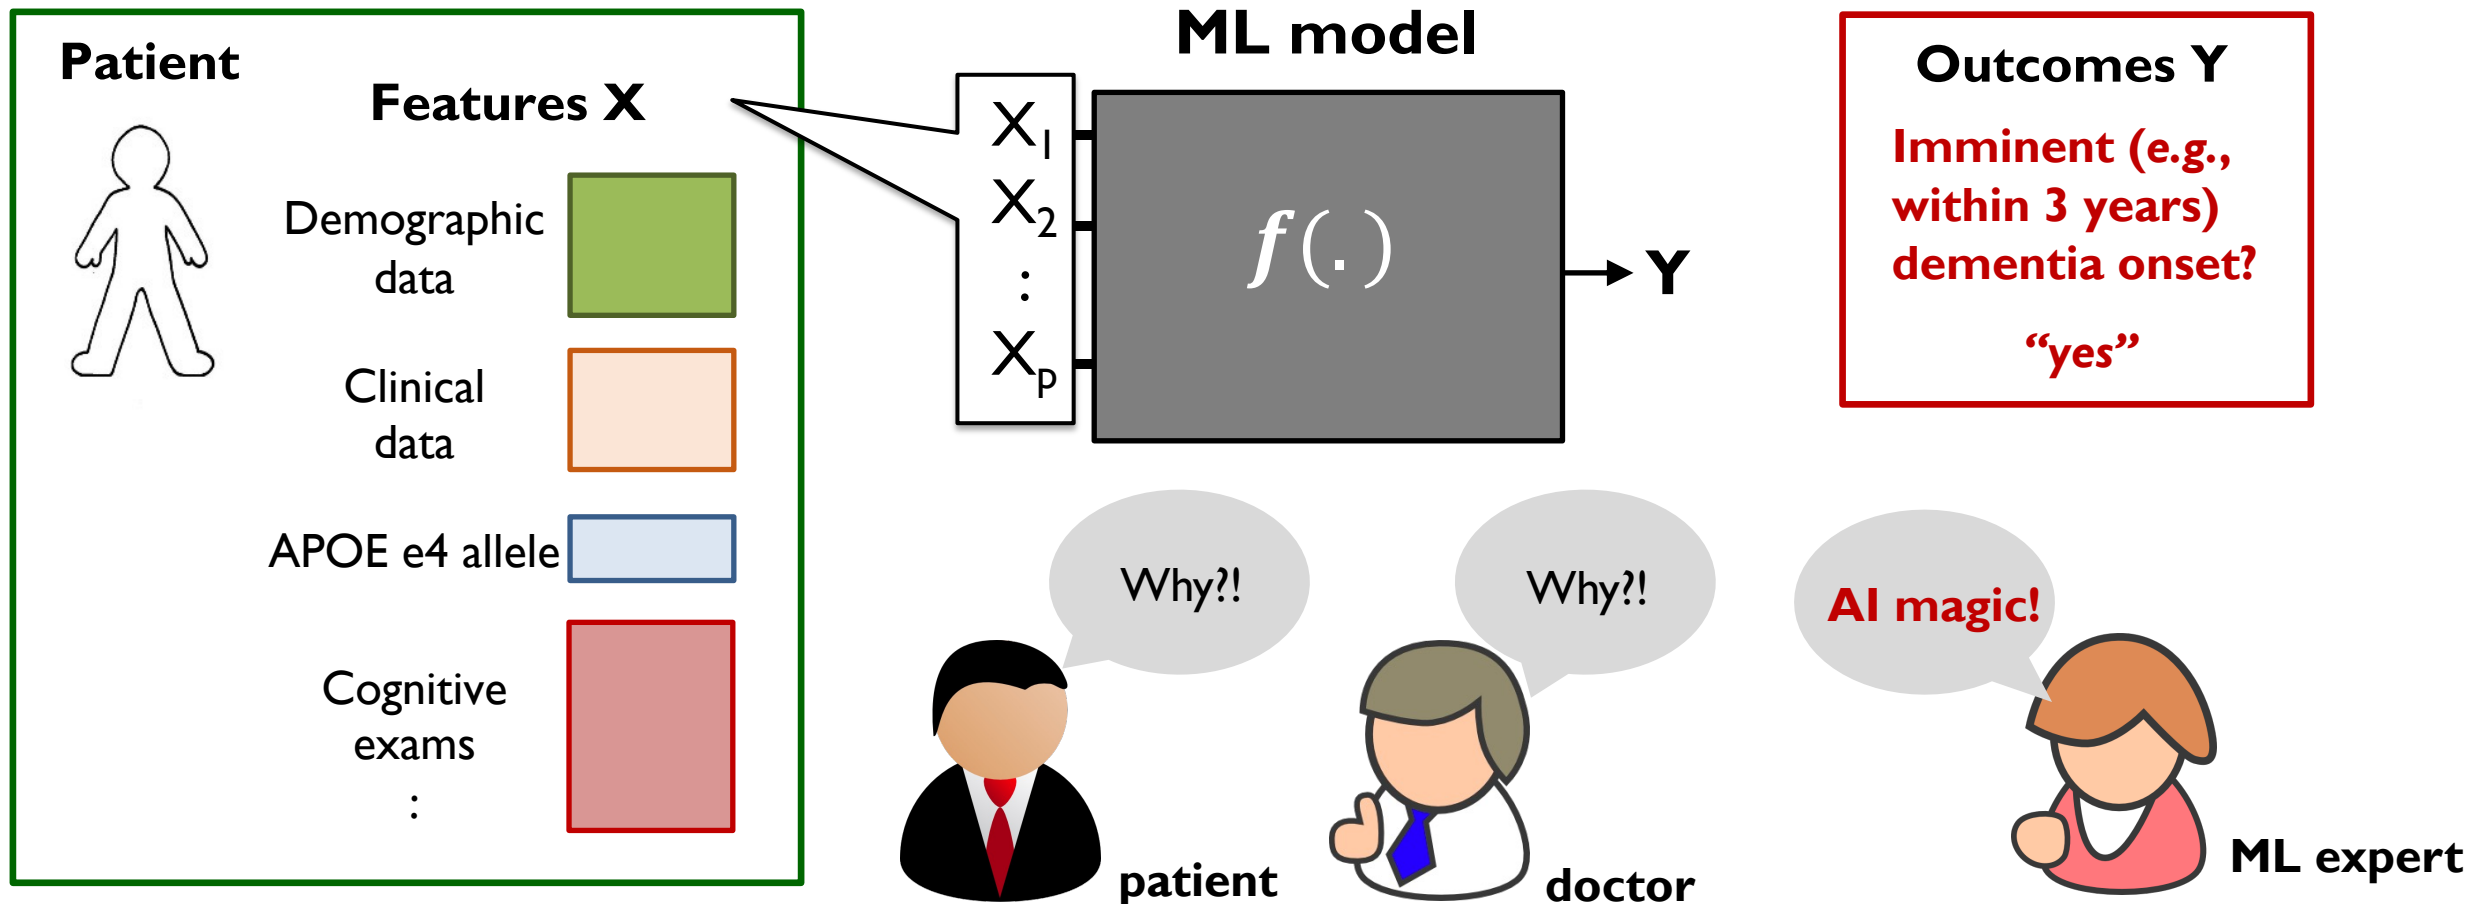 Patient
Features X
Demographic
data
Clinical
data
APOE e4 allele
Cognitive
exams
:
ML model
X1
X2
:
Xp
f(.)
Y
Outcomes Y
Imminent (e.g.,
within 3 years)
dementia onset?
“yes”
Why?!
patient
Why?!
doctor
AI magic!
ML expert